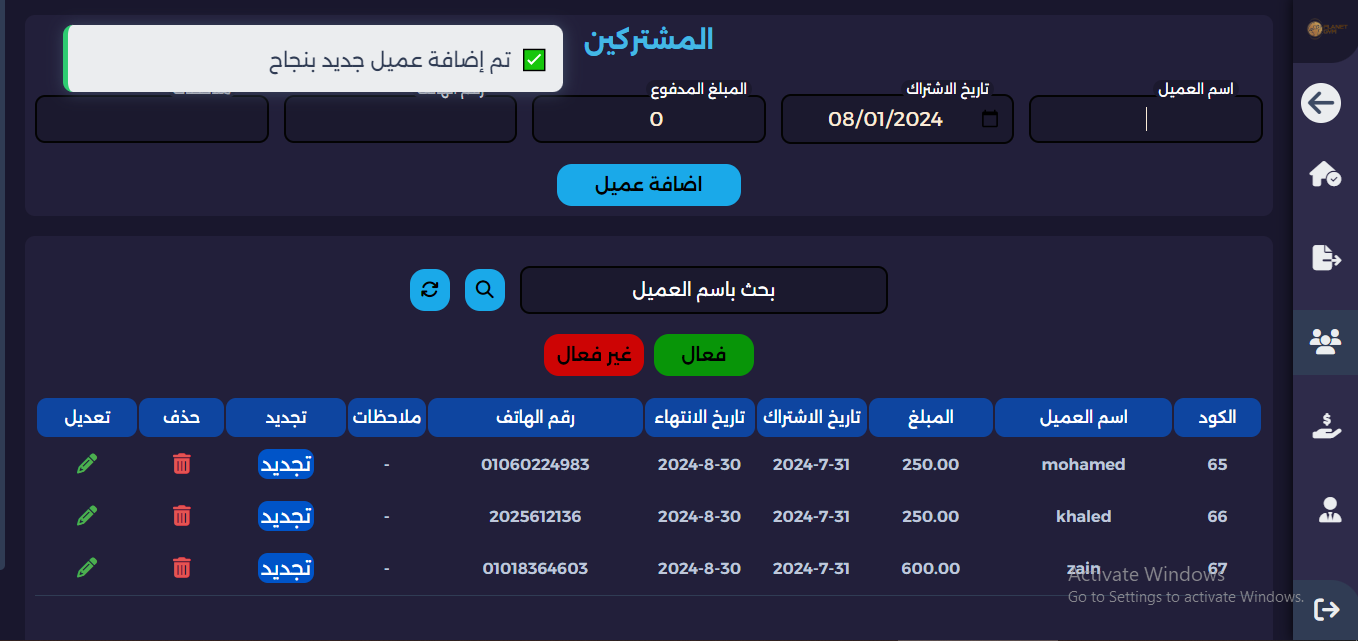 المشتركين
✅ تم إضافة عميل جديد بنجاح
اسم العميل
تاريخ الاشتراك
المبلغ المدفوع
رقم الهاتف
08/01/2024
0
اضافة عميل
بحث باسم العميل
فعال
غير فعال
الكود اسم العميل المبلغ تاريخ الاشتراك تاريخ الانتهاء رقم الهاتف ملاحظات تجديد حذف تعديل
65 mohamed 250.00 2024-7-31 2024-8-30 01060224983 - تجديد
66 khaled 250.00 2024-7-31 2024-8-30 2025612136 - تجديد
67 zain 600.00 2024-7-31 2024-8-30 01018364603 - تجديد
Activate Windows
Go to Settings to activate Windows.